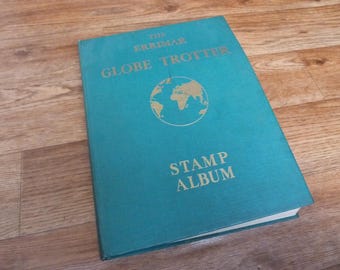 THE
ERRIMAR
GLOBE TROTTER
STAMP
ALBUM